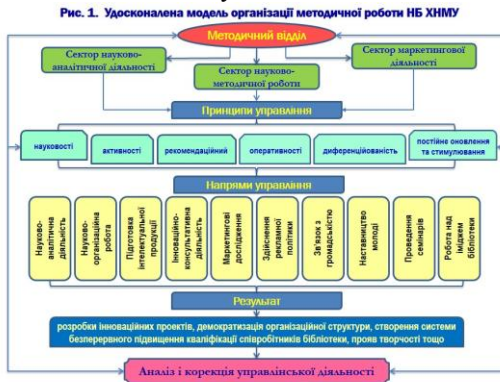 Рис. 1. Удосконалена модель організації методичної роботи НБ ХНМУ
Методичний відділ
Сектор науково-
аналітичної діяльності
Сектор науково-
методичної роботи
Сектор маркетингової
діяльності
Принципи управління
науковості
активності
рекомендаційний
оперативності
диференційованість
постійне оновлення
та стимулювання
Напрями управління
Науково-
аналітична
діяльність
Науково-
організаційна
робота
Підготовка
інтелектуальної
продукції
Інноваційно-
консультативна
діяльність
Маркетингові
дослідження
Здійснення
рекламної
політики
Зв'язок з
громадськістю
Наставництво
молоді
Проведення
семінарів
Робота над
іміджем
бібліотеки
Результат
розробки інноваційних проектів, демократизація організаційної структури, створення системи
безперервного підвищення кваліфікації співробітників бібліотеки, прояв творчості тощо
Аналіз і корекція управлінської діяльності